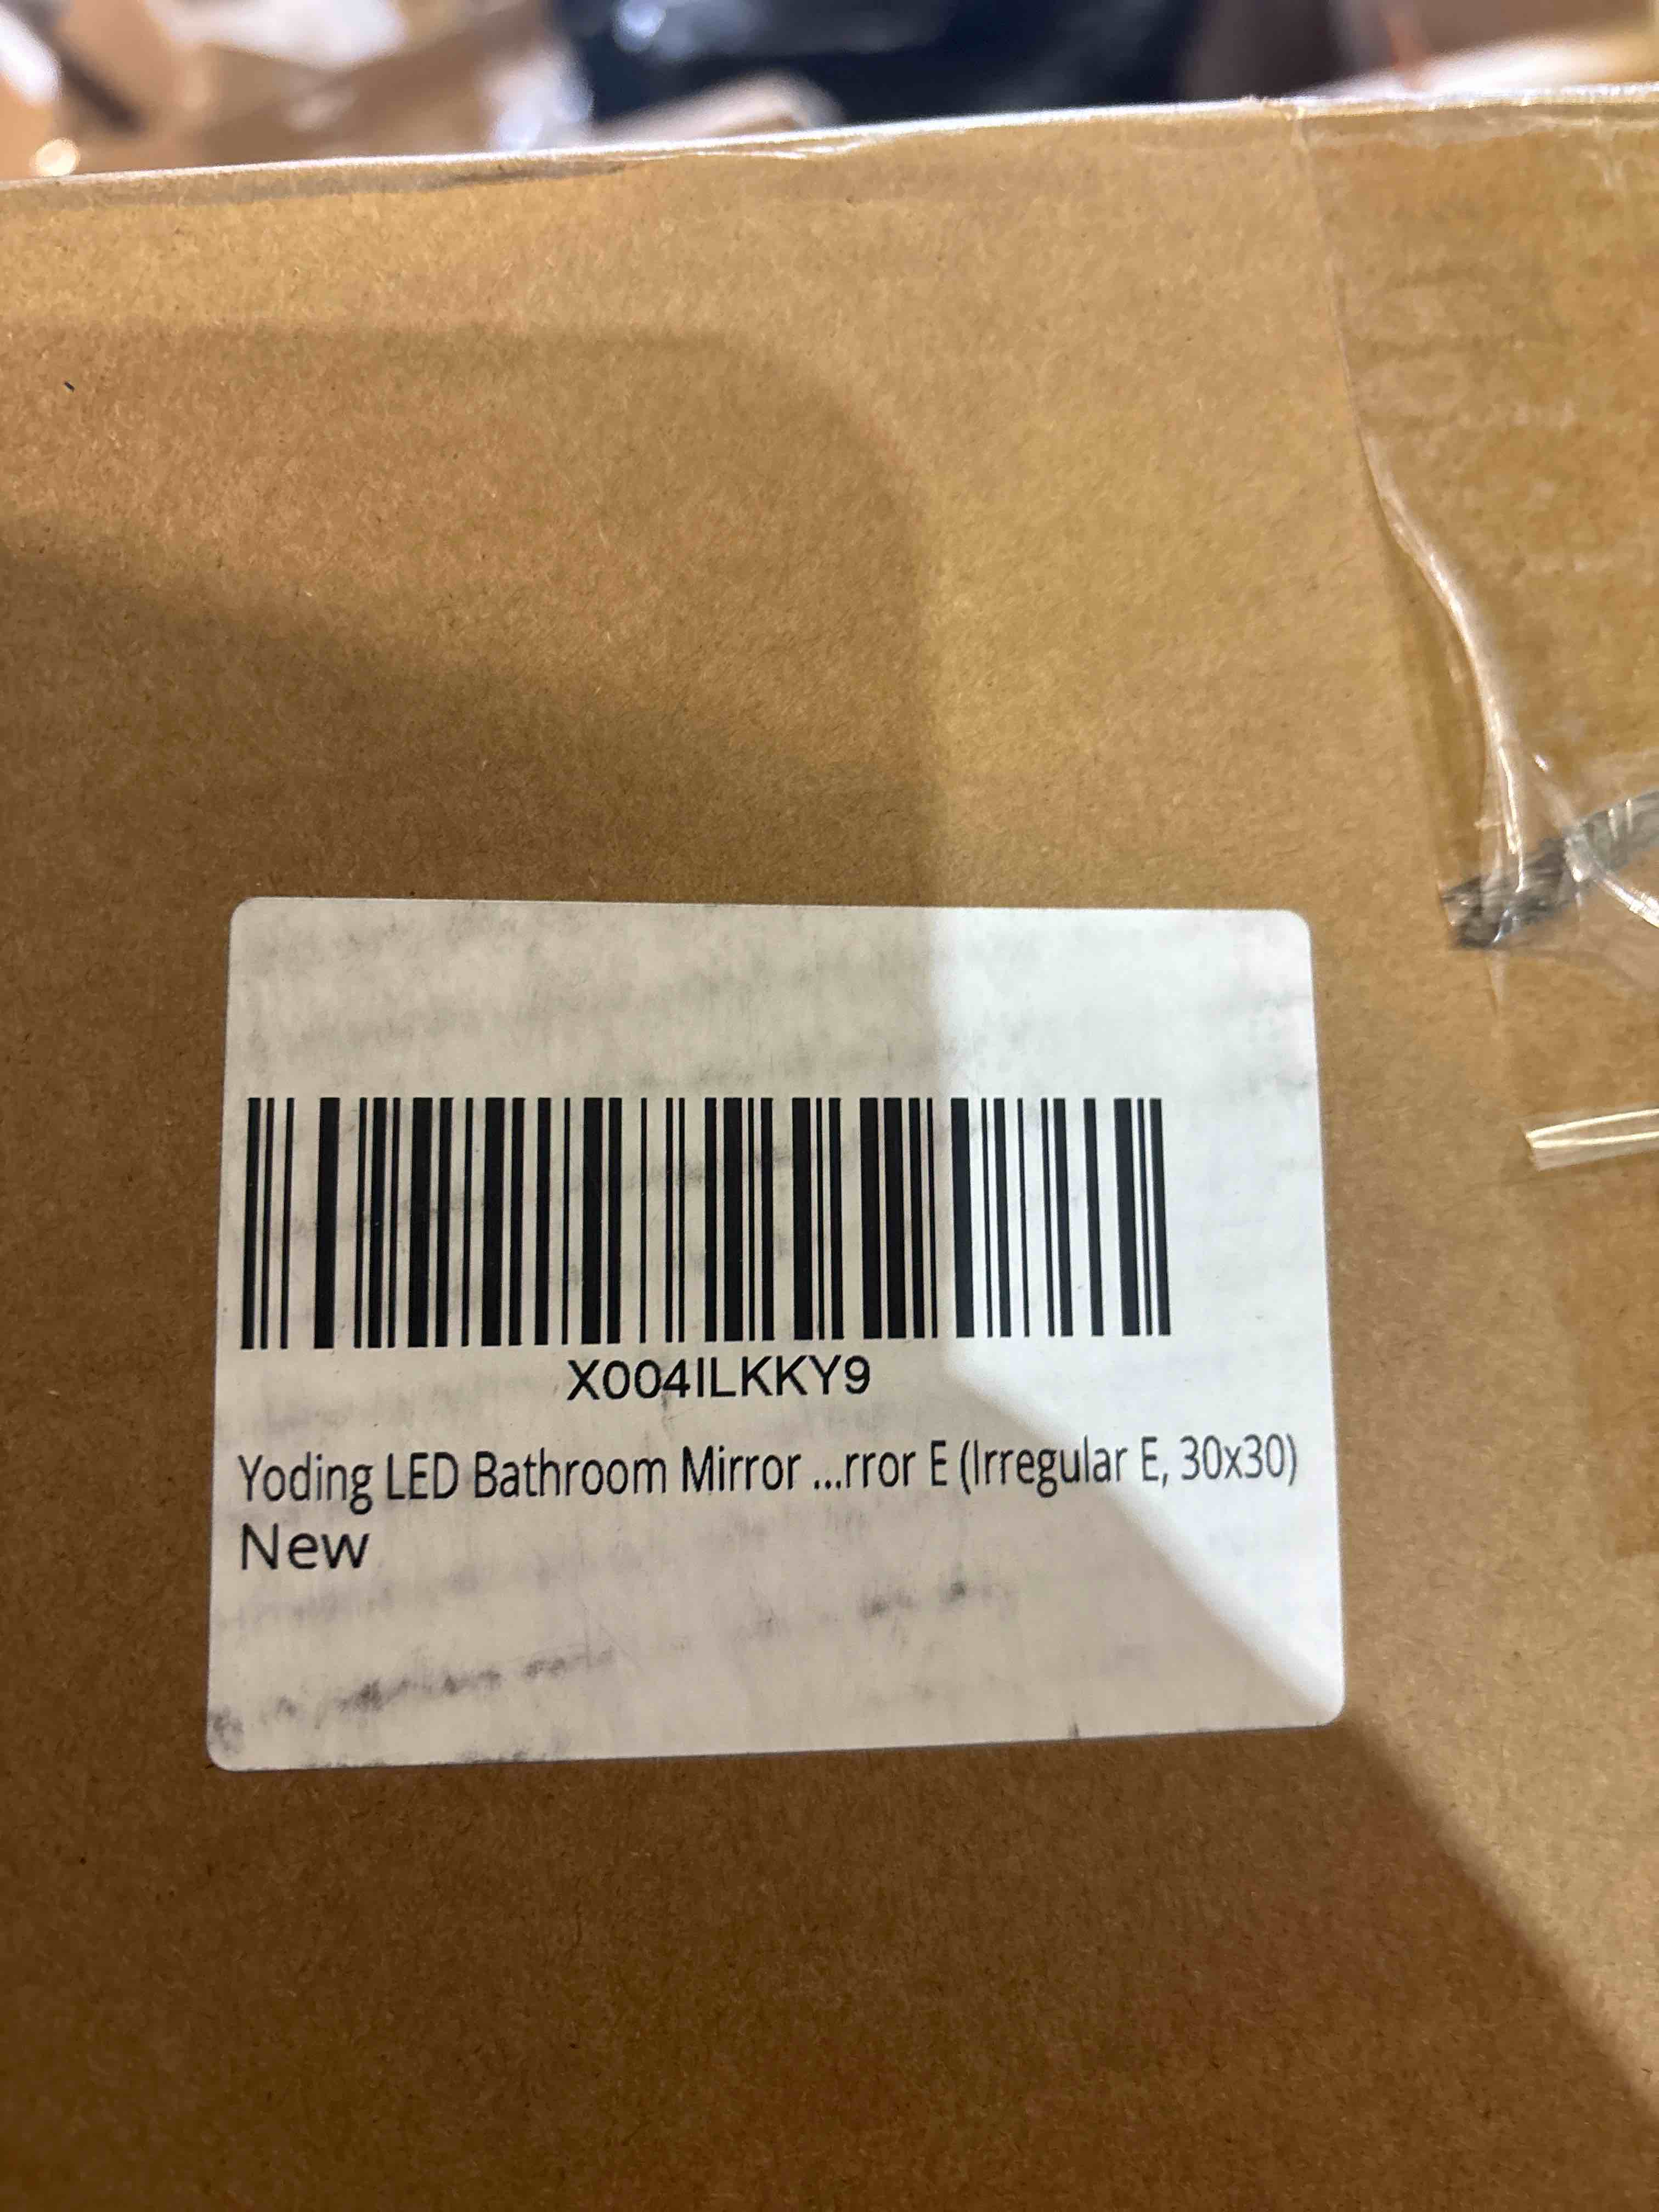 X004ILKKY9
Yoding LED Bathroom Mirror ...rror E (Irregular E, 30x30)
New